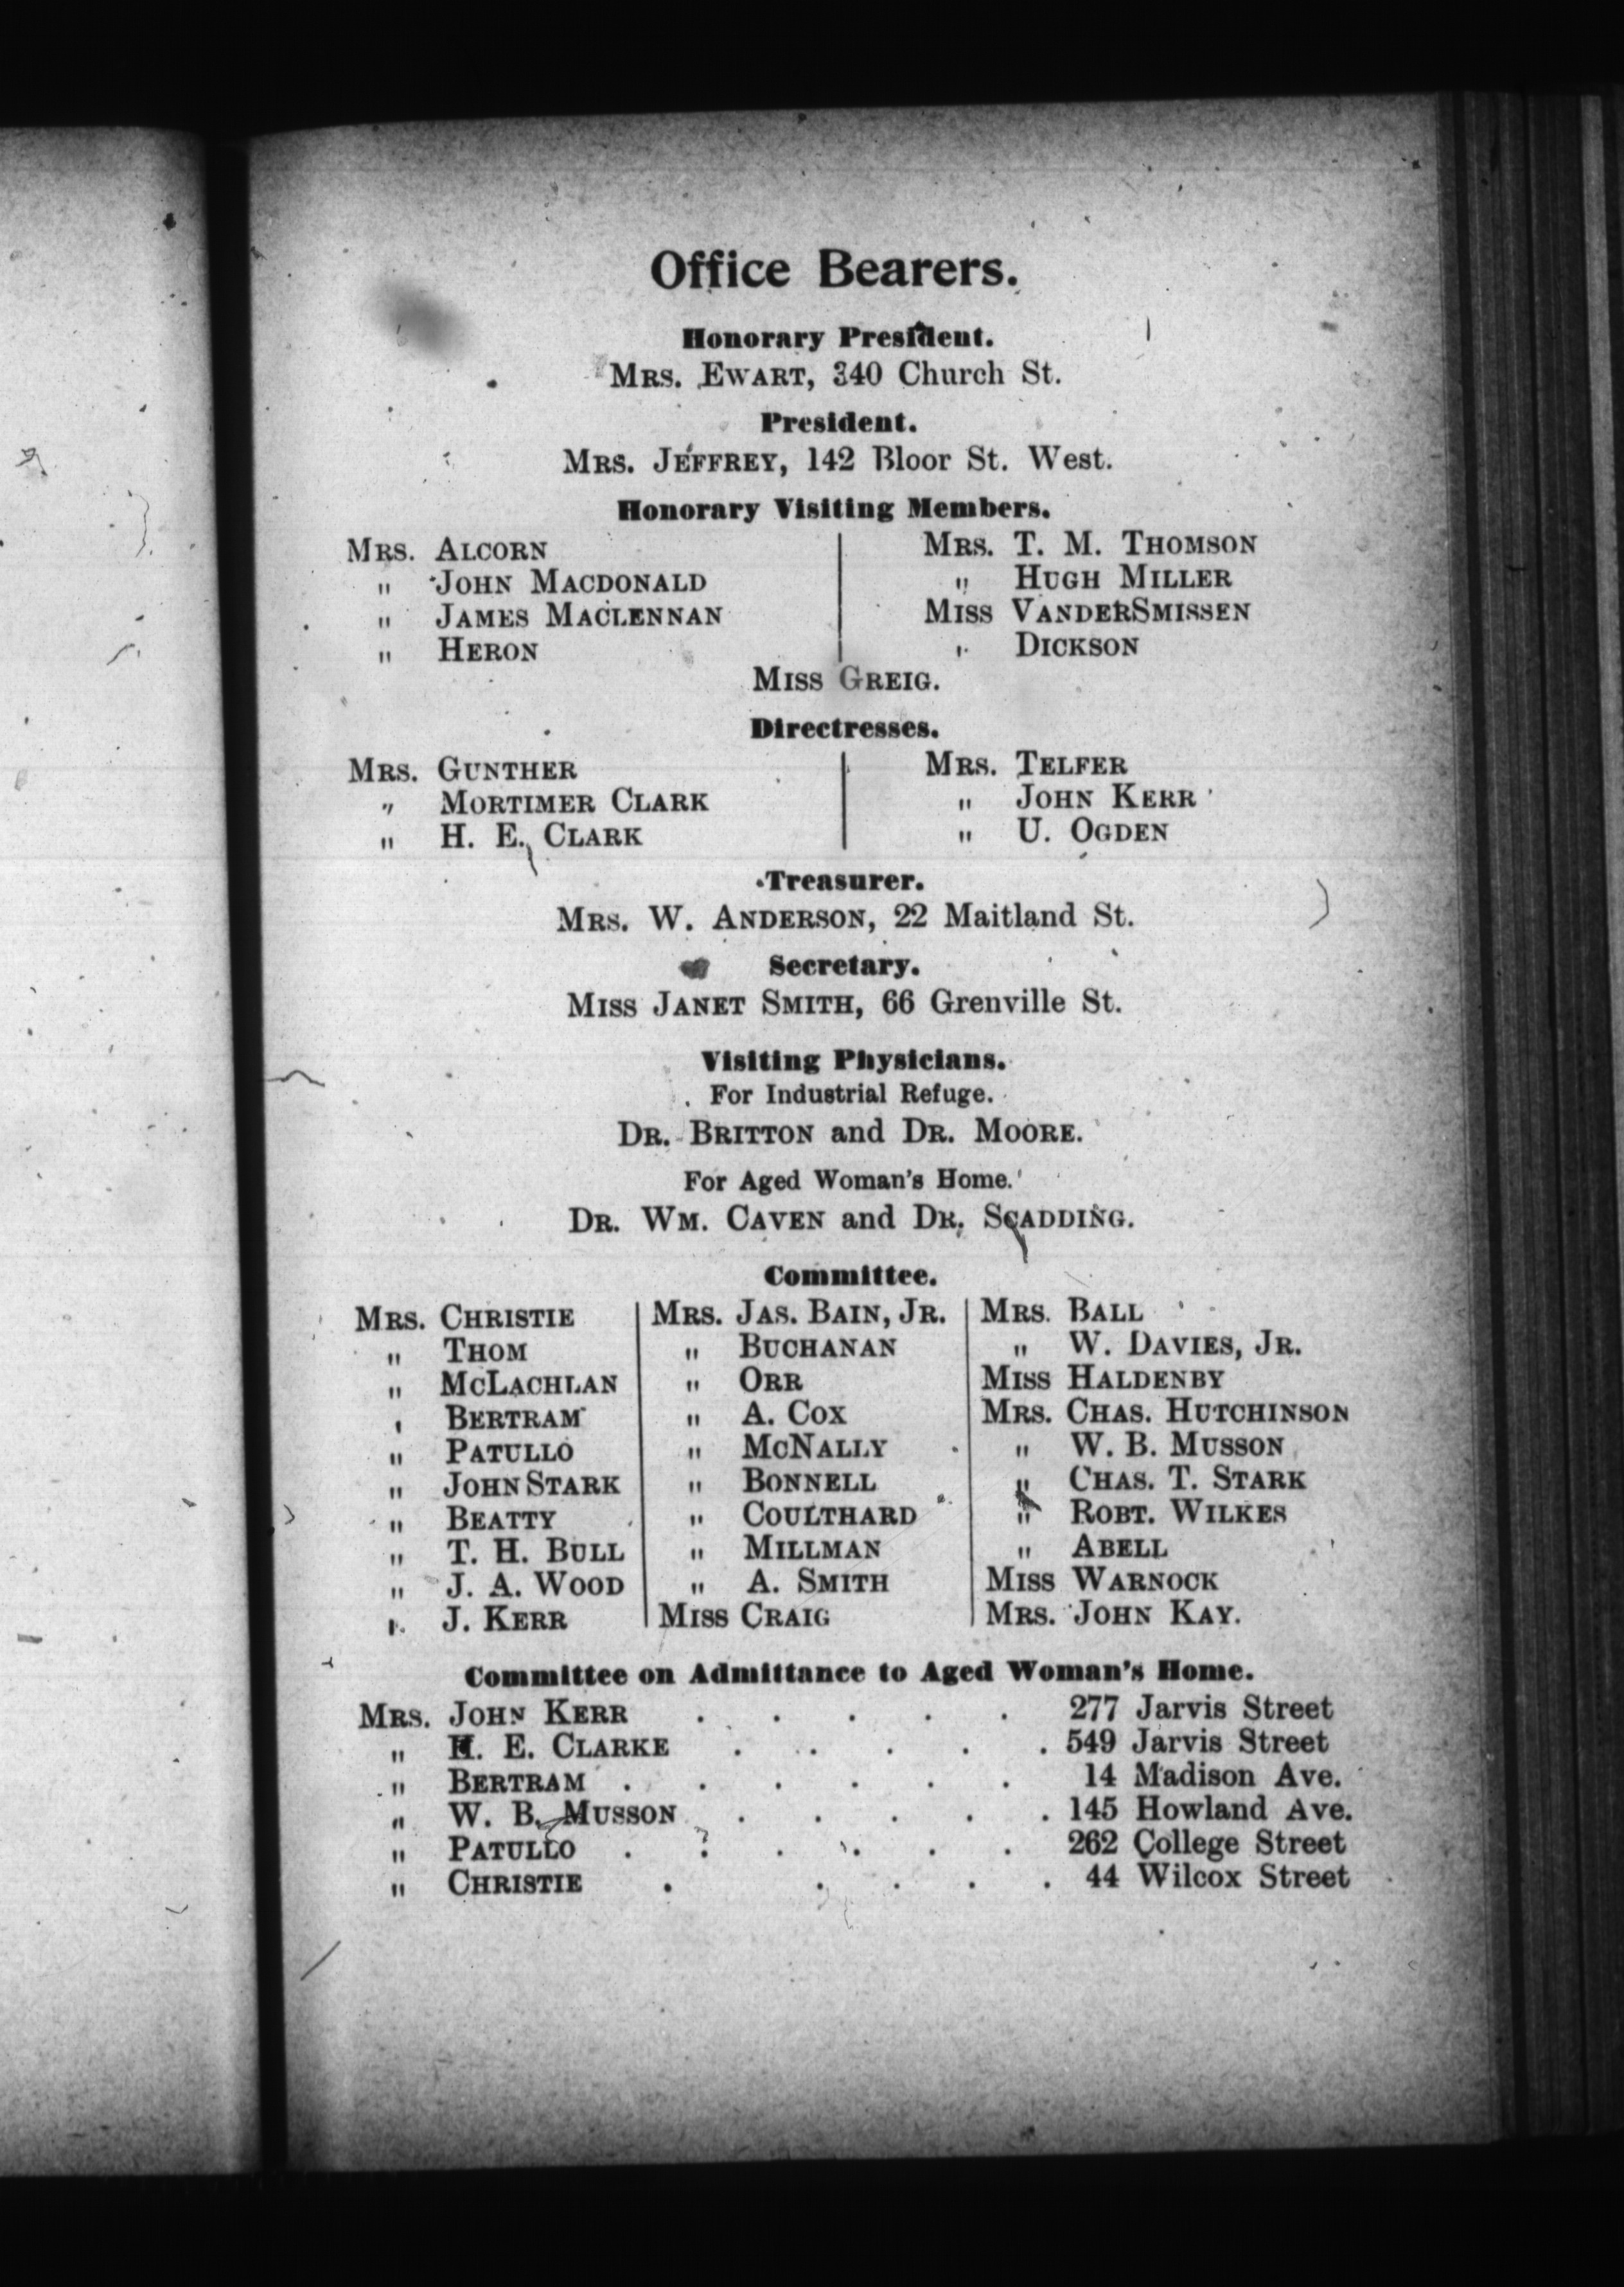 Office Bearers.
Honorary President.
MRS. EWART, 340 Church St.
President.
MRS. JEFFREY, 142 Bloor St. West.
Honorary Visiting Members.
MRS. ALCORN
" JOHN MACDONALD
" JAMES MACLENNAN
" HERON
MRS. T. M. THOMSON
" HUGH MILLER
MISS VANDERSMISSEN
" DICKSON
MISS GREIG.
Directresses.
MRS. GUNTHER
" MORTIMER CLARK
" H. E. CLARK
MRS. TELFER
" JOHN KERR
" U. OGDEN
Treasurer.
MRS. W. ANDERSON, 22 Maitland St.
Secretary.
MISS JANET SMITH, 66 Grenville St.
Visiting Physicians.
For Industrial Refuge.
DR. BRITTON and DR. MOORE.
For Aged Woman's Home.
DR. WM. CAVEN and DR. SCADDING.
Committee.
MRS. CHRISTIE
" THOM
" MCLACHLAN
" BERTRAM
" PATULLO
" JOHN STARK
" BEATTY
" T. H. BULL
" J. A. WOOD
" J. KERR
MRS. JAS. BAIN, JR.
" BUCHANAN
" ORR
" A. COX
" MCNALLY
" BONNELL
" COULTHARD
" MILLMAN
" A. SMITH
MISS CRAIG
MRS. BALL
" W. DAVIES, JR.
MISS HALDENBY
MRS. CHAS. HUTCHINSON
" W. B. MUSSON
" CHAS. T. STARK
" ROBT. WILKES
" ABELL
MISS WARNOCK
MRS. JOHN KAY.
Committee on Admittance to Aged Woman's Home.
MRS. JOHN KERR . . . . . 277 Jarvis Street
" H. E. CLARKE . . . . . 549 Jarvis Street
" BERTRAM . . . . . . 14 Madison Ave.
" W. B. MUSSON . . . . . 145 Howland Ave.
" PATULLO . . . . . . 262 College Street
" CHRISTIE . . . . . 44 Wilcox Street